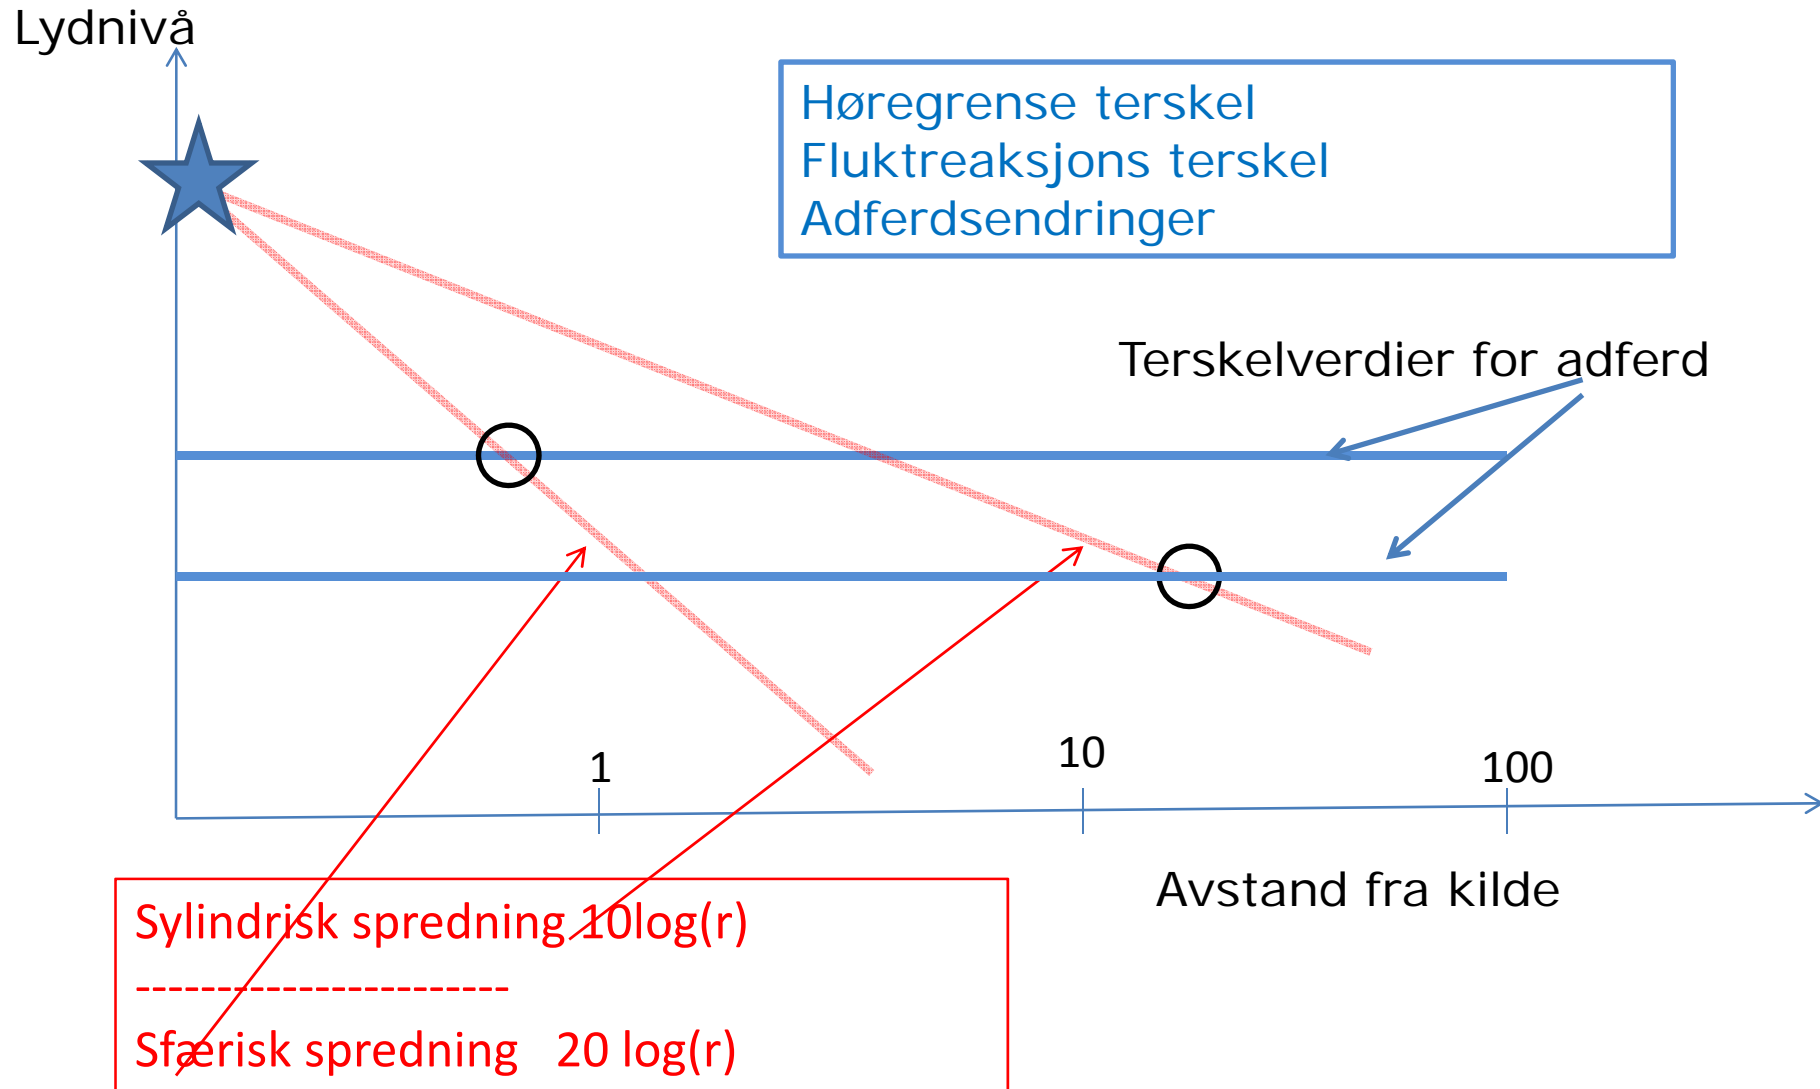 Lydnivå
Høregrense terskel
Fluktreaksjons terskel
Adferdsendringer
Terskelverdier for adferd
1
10
100
Avstand fra kilde
Sylindrisk spredning 10log(r)
------------------------
Sfærisk spredning 20 log(r)